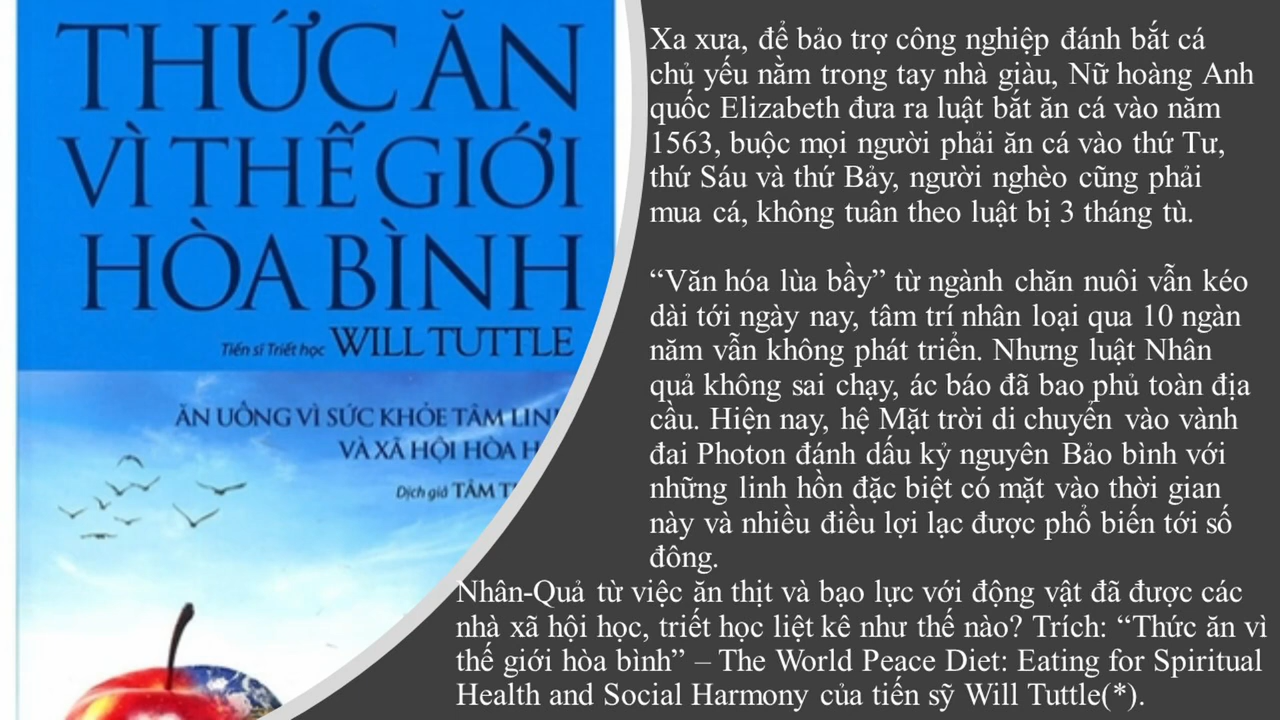 THỨC ĂN
VÌ THẾ GIỚI
HÒA BÌNH
Tiến sĩ Triết học WILL TUTTLE
ĂN UỐNG VÌ SỨC KHỎE TÂM
VÀ XÃ HỘI HÒA
Dịch giả TÂM
Xa xưa, để bảo trợ công nghiệp đánh bắt cá
chủ yếu nằm trong tay nhà giàu, Nữ hoàng Anh
quốc Elizabeth đưa ra luật bắt ăn cá vào năm
1563, buộc mọi người phải ăn cá vào thứ Tư,
thứ Sáu và thứ Bảy, người nghèo cũng phải
mua cá, không tuân theo luật bị 3 tháng tù.
“Văn hóa lùa bầy” từ ngành chăn nuôi vẫn kéo
dài tới ngày nay, tâm trí nhân loại qua 10 ngàn
năm vẫn không phát triển. Nhưng luật Nhân
quả không sai chạy, ác báo đã bao phủ toàn địa
cầu. Hiện nay, hệ Mặt trời di chuyển vào vành
đai Photon đánh dấu kỷ nguyên Bảo bình với
những linh hồn đặc biệt có mặt vào thời gian
này và nhiều điều lợi lạc được phổ biến tới số
đông.
Nhân-Quả từ việc ăn thịt và bạo lực với động vật đã được các
nhà xã hội học, triết học liệt kê như thế nào? Trích: “Thức ăn vì
thế giới hòa bình” – The World Peace Diet: Eating for Spiritual
Health and Social Harmony của tiến sỹ Will Tuttle(*).